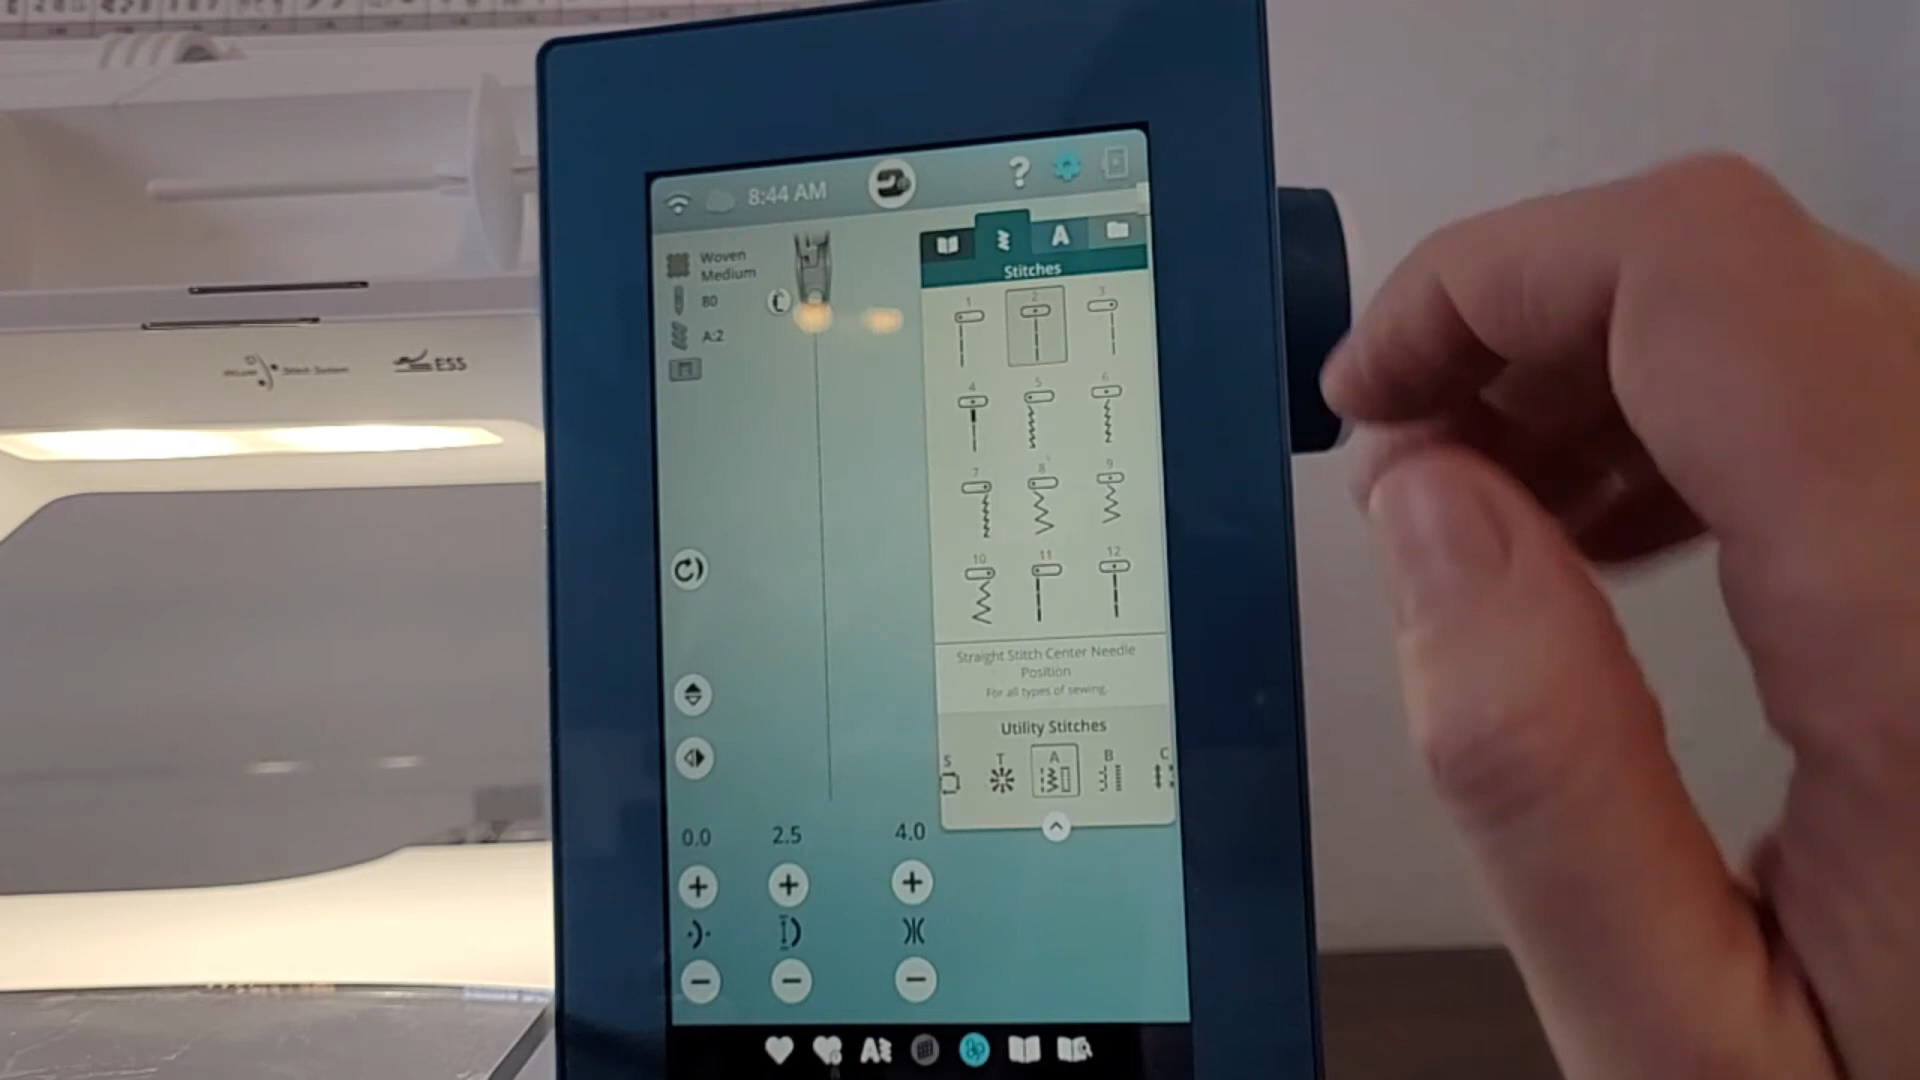 8:44 AM
?
Woven
Medium
80
A:2
ESS
A
Stitches
1 2 3
4 5 6
7 8 9
10 11 12
Straight Stitch Center Needle
Position
For all types of sewing.
Utility Stitches
S T A B C
0.0 2.5 4.0
Stitch System